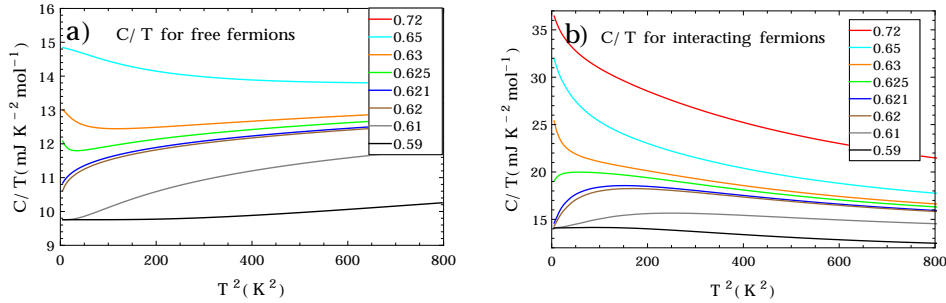 a)
C/T for free fermions
C/T(mJ K−2 mol−1)
16
15
14
13
12
11
10
9
0.72
0.65
0.63
0.625
0.621
0.62
0.61
0.59
0 200 400 600 800
T 2(K2)
b)
C/T for interacting fermions
C/T(mJ K−2 mol−1)
35
30
25
20
15
0.72
0.65
0.63
0.625
0.621
0.62
0.61
0.59
0 200 400 600 800
T 2(K2)